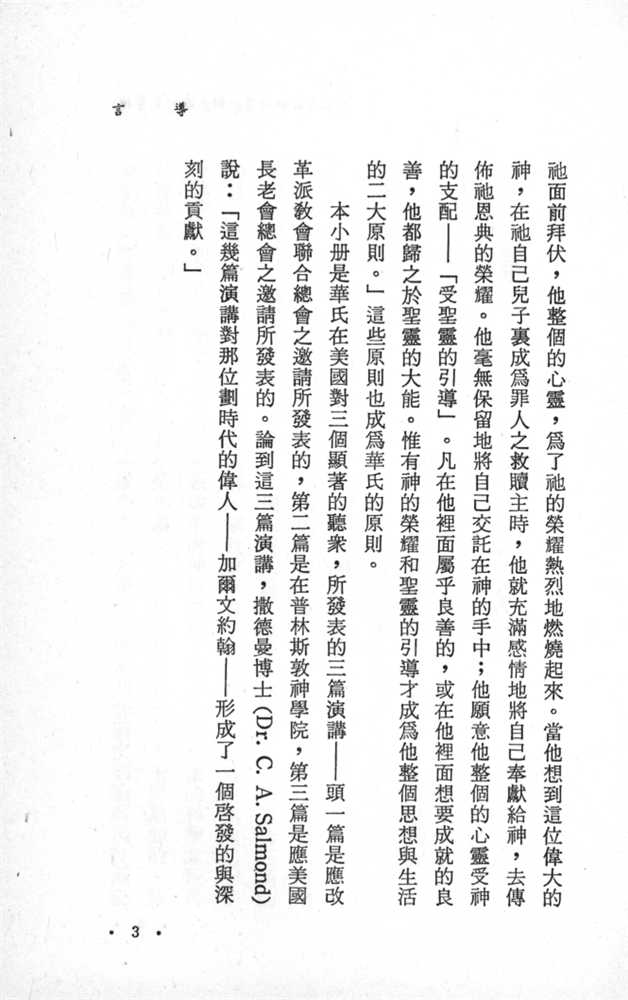 導言
祂面前拜伏，他整個的心靈，爲了祂的榮耀熱烈地燃燒起來。當他想到這位偉大的
神，在祂自己兒子裏成爲罪人之救贖主時，他就充滿感情地將自己奉獻給神，去傳
佈祂恩典的榮耀。他毫無保留地將自己交託在神的手中；他願意他整個的心靈受神
的支配——「受聖靈的引導」。凡在他裡面屬乎良善的，或在他裡面想要成就的良
善，他都歸之於聖靈的大能。惟有神的榮耀和聖靈的引導才成爲他整個思想與生活
的二大原則。」這些原則也成爲華氏的原則。
本小册是華氏在美國對三個顯著的聽衆，所發表的三篇演講——頭一篇是應改
革派敎會聯合總會之邀請所發表的，第二篇是在普林斯敦神學院，第三篇是應美國
長老會總會之邀請所發表的。論到這三篇演講，撒德曼博士 (Dr. C. A. Salmond)
說：「這幾篇演講對那位劃時代的偉人——加爾文約翰——形成了一個啓發的與深
刻的貢獻。」
• 3 •